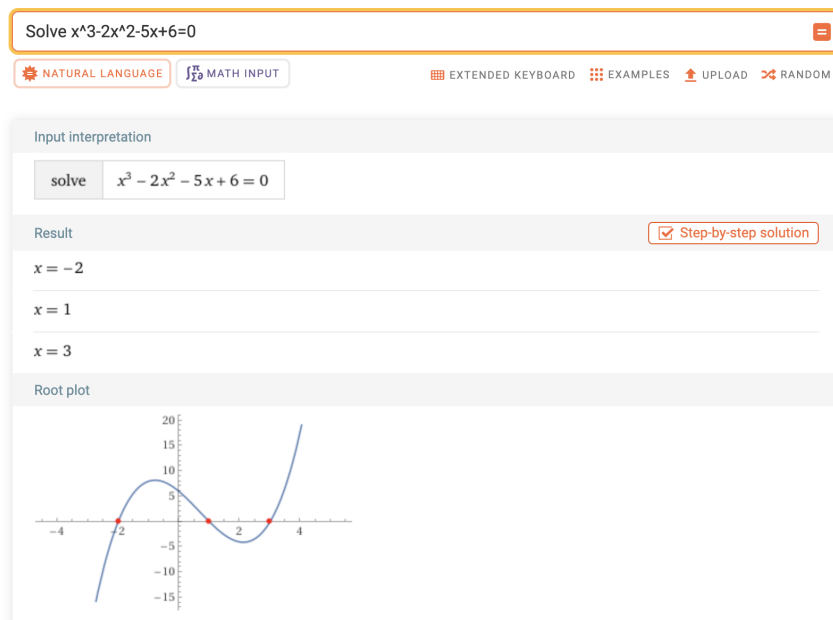 Solve x^3-2x^2-5x+6=0
NATURAL LANGUAGE
MATH INPUT
EXTENDED KEYBOARD
EXAMPLES
UPLOAD
RANDOM
Input interpretation
solve x³ − 2x² − 5x + 6 = 0
Result
Step-by-step solution
x = −2
x = 1
x = 3
Root plot
20
15
10
5
−4 −2 2 4
−5
−10
−15